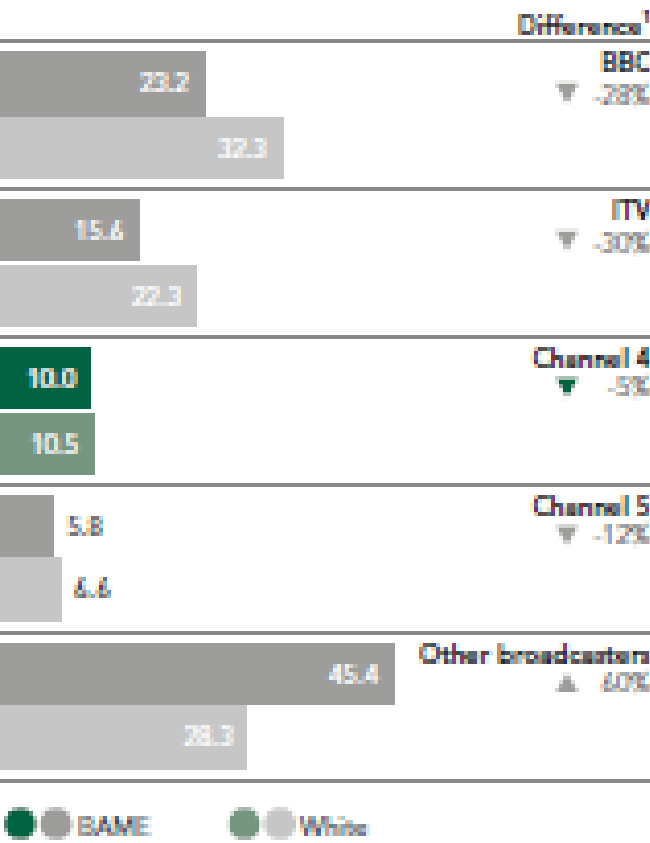 Difference¹
BBC
23.2
▼ -28%
32.3
ITV
15.6
▼ -30%
22.3
Channel 4
10.0
▼ -5%
10.5
Channel 5
5.8
▼ -12%
6.6
Other broadcasters
45.4
▲ 60%
28.3
BAME White